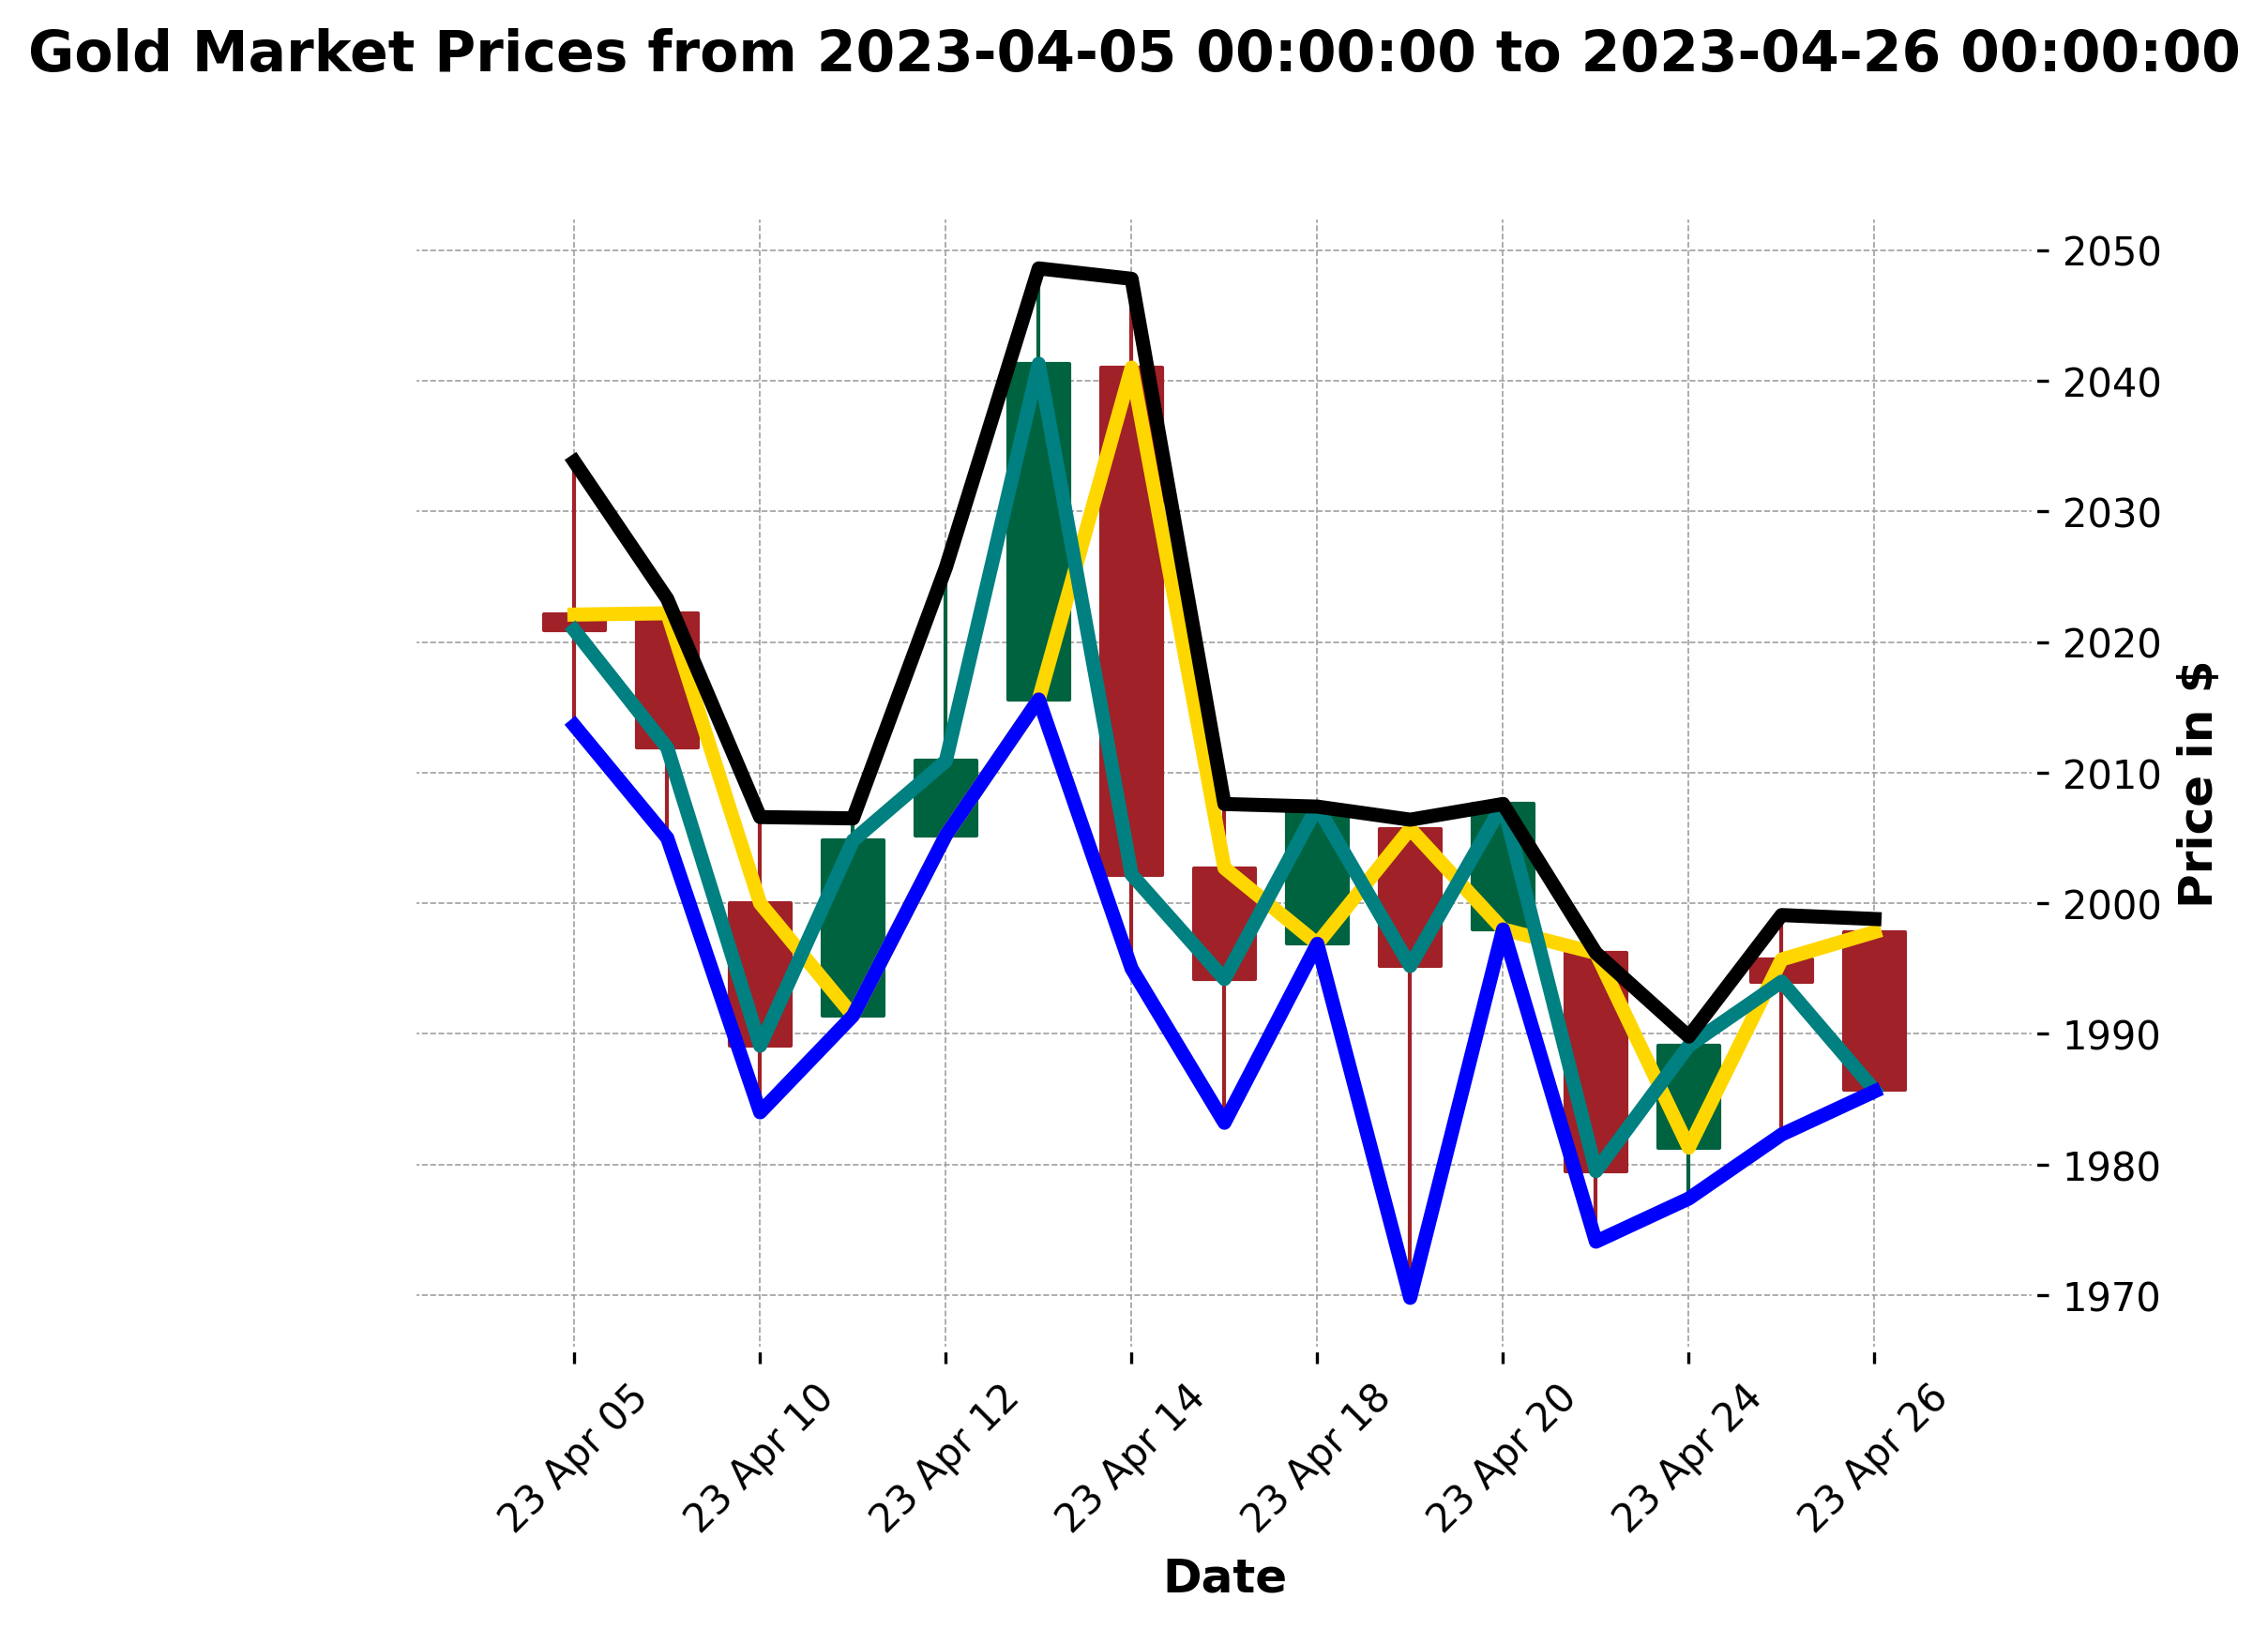 Gold Market Prices from 2023-04-05 00:00:00 to 2023-04-26 00:00:00
2050
2040
2030
2020
2010
2000
1990
1980
1970
Price in $
23 Apr 05
23 Apr 10
23 Apr 12
23 Apr 14
23 Apr 18
23 Apr 20
23 Apr 24
23 Apr 26
Date